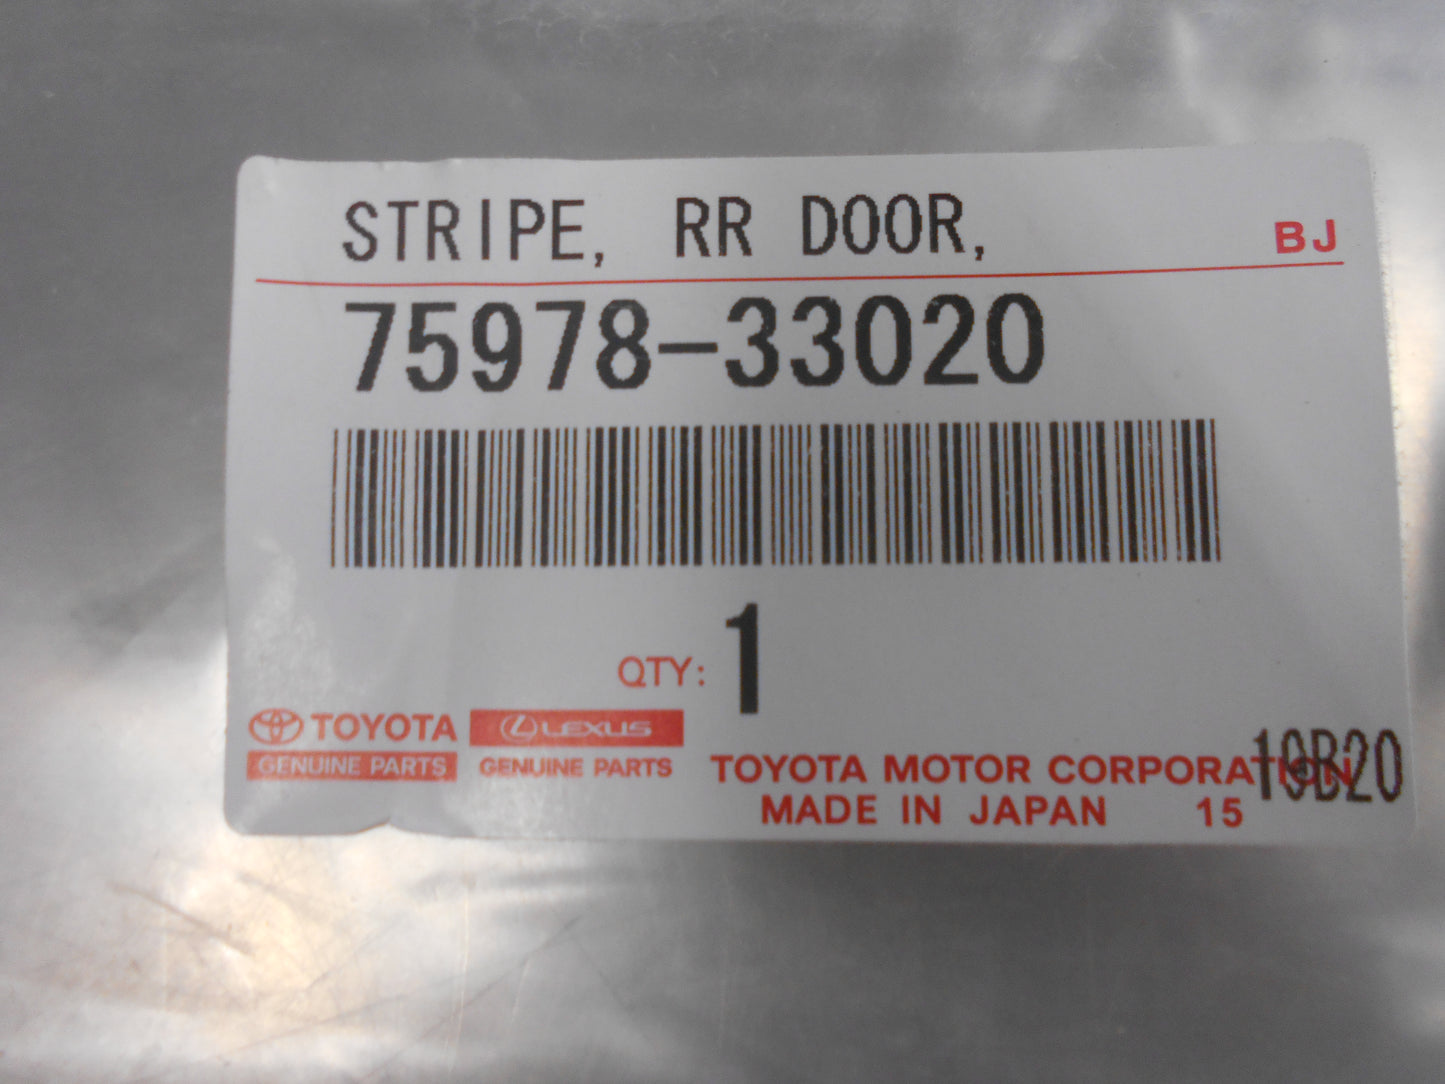 STRIPE, RR DOOR,
BJ
75978-33020
QTY: 1
TOYOTA
GENUINE PARTS
LEXUS
GENUINE PARTS
TOYOTA MOTOR CORPORATION
10B20
MADE IN JAPAN 15